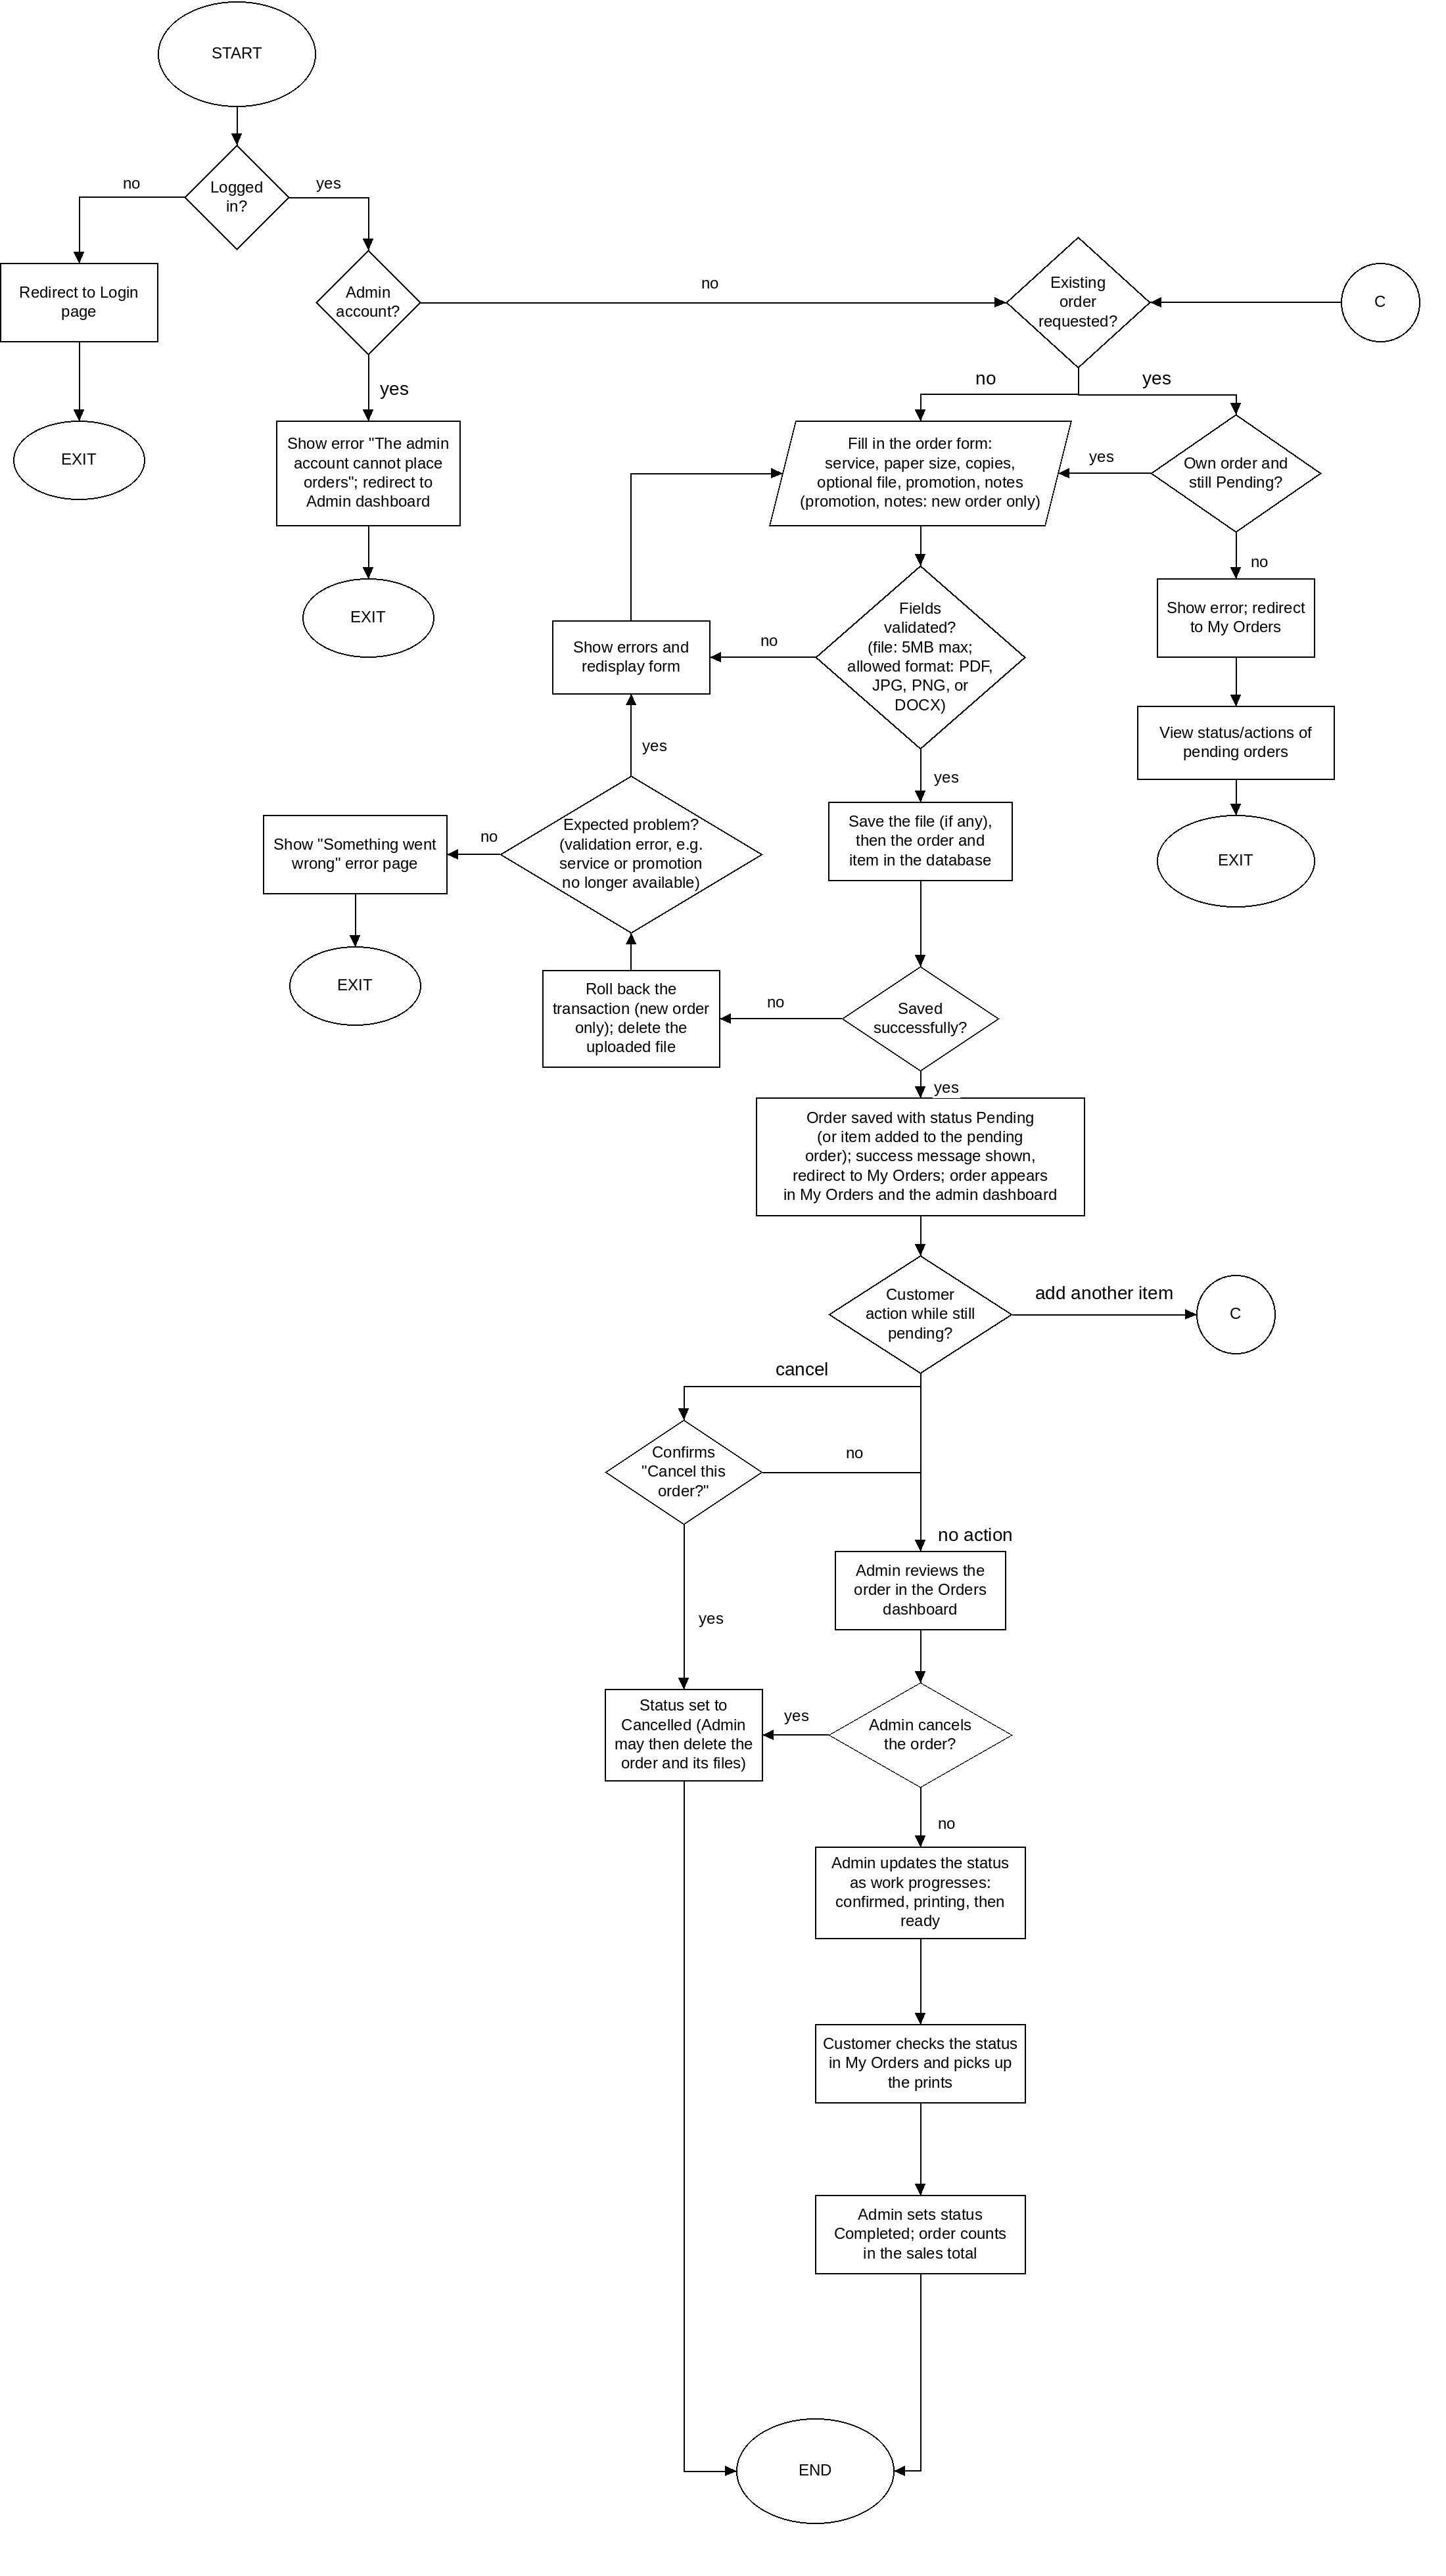 START
Logged
in?
no
yes
Redirect to Login
page
EXIT
Admin
account?
no
yes
Show error "The admin
account cannot place
orders"; redirect to
Admin dashboard
EXIT
Existing
order
requested?
C
no
yes
Fill in the order form:
service, paper size, copies,
optional file, promotion, notes
(promotion, notes: new order only)
yes
Own order and
still Pending?
no
Show error; redirect
to My Orders
View status/actions of
pending orders
EXIT
Fields
validated?
(file: 5MB max;
allowed format: PDF,
JPG, PNG, or
DOCX)
no
Show errors and
redisplay form
yes
yes
Save the file (if any),
then the order and
item in the database
Expected problem?
(validation error, e.g.
service or promotion
no longer available)
no
Show "Something went
wrong" error page
EXIT
Saved
successfully?
no
Roll back the
transaction (new order
only); delete the
uploaded file
yes
Order saved with status Pending
(or item added to the pending
order); success message shown,
redirect to My Orders; order appears
in My Orders and the admin dashboard
Customer
action while still
pending?
add another item
C
cancel
Confirms
"Cancel this
order?"
no
no action
Admin reviews the
order in the Orders
dashboard
yes
Status set to
Cancelled (Admin
may then delete the
order and its files)
yes
Admin cancels
the order?
no
Admin updates the status
as work progresses:
confirmed, printing, then
ready
Customer checks the status
in My Orders and picks up
the prints
Admin sets status
Completed; order counts
in the sales total
END